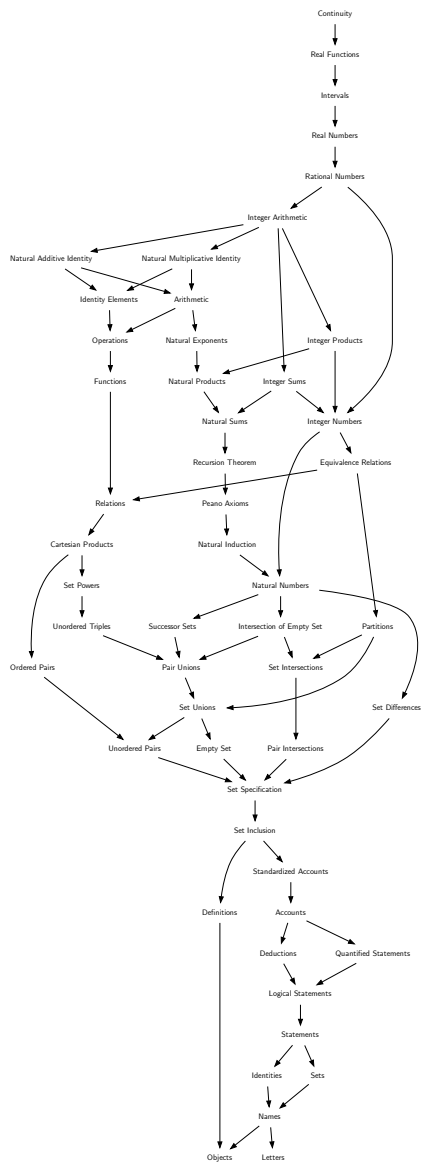 Continuity
Real Functions
Intervals
Real Numbers
Rational Numbers
Integer Arithmetic
Natural Additive Identity
Natural Multiplicative Identity
Identity Elements
Arithmetic
Operations
Natural Exponents
Integer Products
Functions
Natural Products
Integer Sums
Natural Sums
Integer Numbers
Recursion Theorem
Equivalence Relations
Relations
Peano Axioms
Cartesian Products
Natural Induction
Set Powers
Natural Numbers
Unordered Triples
Successor Sets
Intersection of Empty Set
Partitions
Ordered Pairs
Pair Unions
Set Intersections
Set Unions
Set Differences
Unordered Pairs
Empty Set
Pair Intersections
Set Specification
Set Inclusion
Standardized Accounts
Definitions
Accounts
Deductions
Quantified Statements
Logical Statements
Statements
Identities
Sets
Names
Objects
Letters